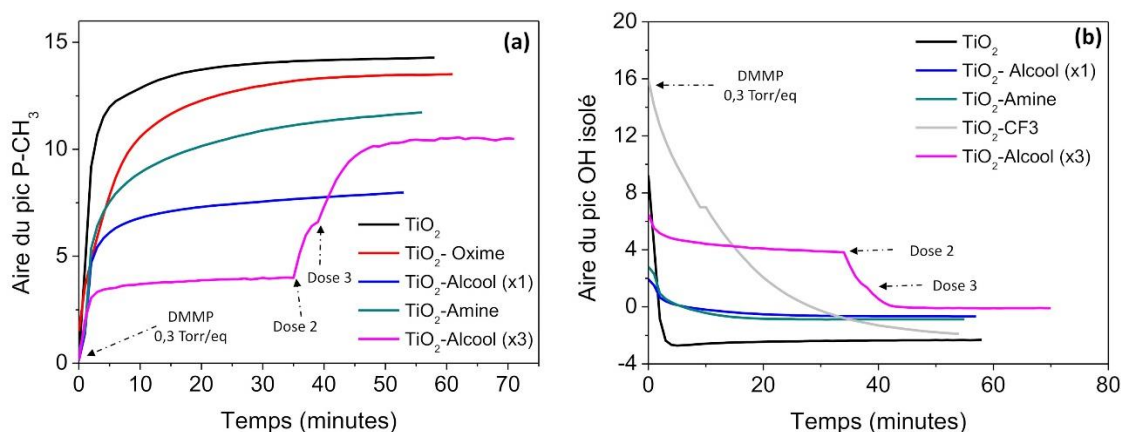 (a)
Aire du pic P-CH3
15
10
5
0
DMMP
0,3 Torr/eq
Dose 3
Dose 2
TiO2
TiO2- Oxime
TiO2-Alcool (x1)
TiO2-Amine
TiO2-Alcool (x3)
0 10 20 30 40 50 60 70
Temps (minutes)
(b)
Aire du pic OH isolé
20
16
12
8
4
0
-4
DMMP
0,3 Torr/eq
TiO2
TiO2- Alcool (x1)
TiO2-Amine
TiO2-CF3
TiO2-Alcool (x3)
Dose 2
Dose 3
0 20 40 60 80
Temps (minutes)